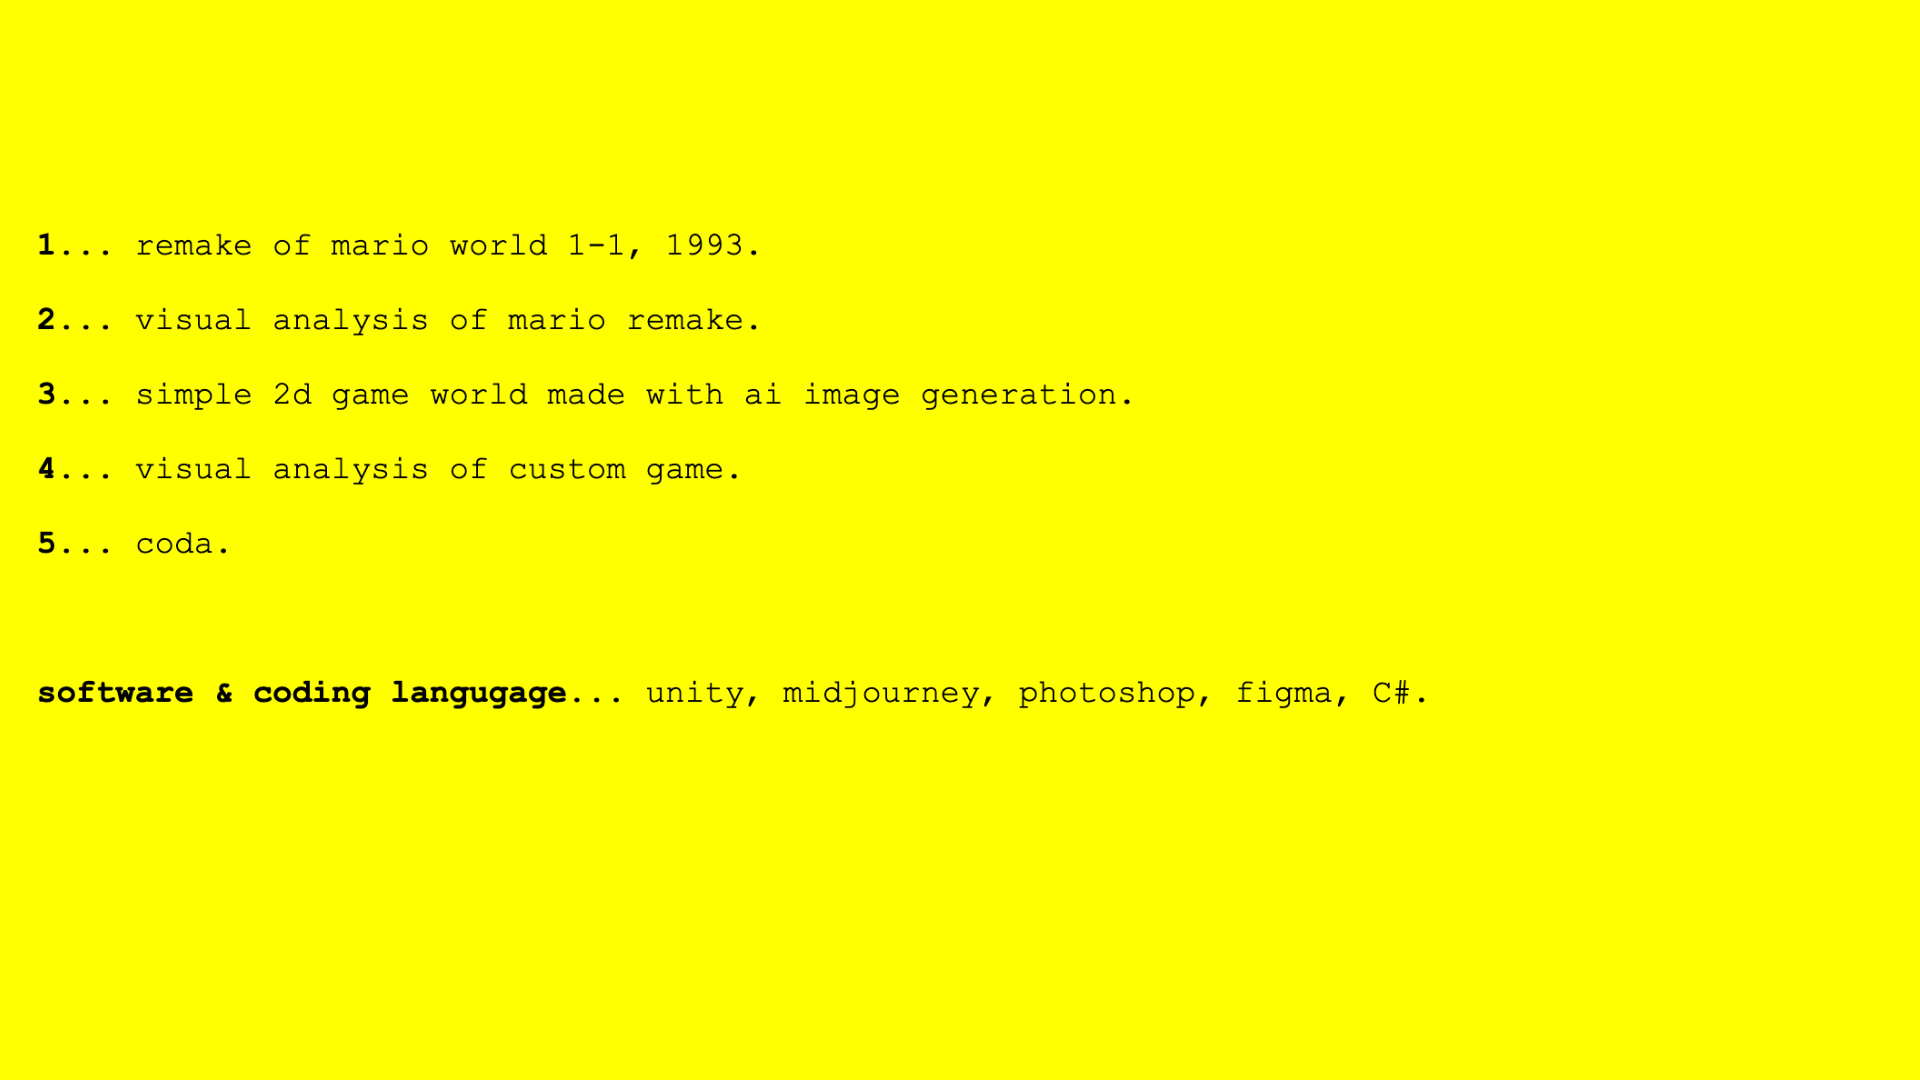 1... remake of mario world 1-1, 1993.
2... visual analysis of mario remake.
3... simple 2d game world made with ai image generation.
4... visual analysis of custom game.
5... coda.
software & coding langugage... unity, midjourney, photoshop, figma, C#.